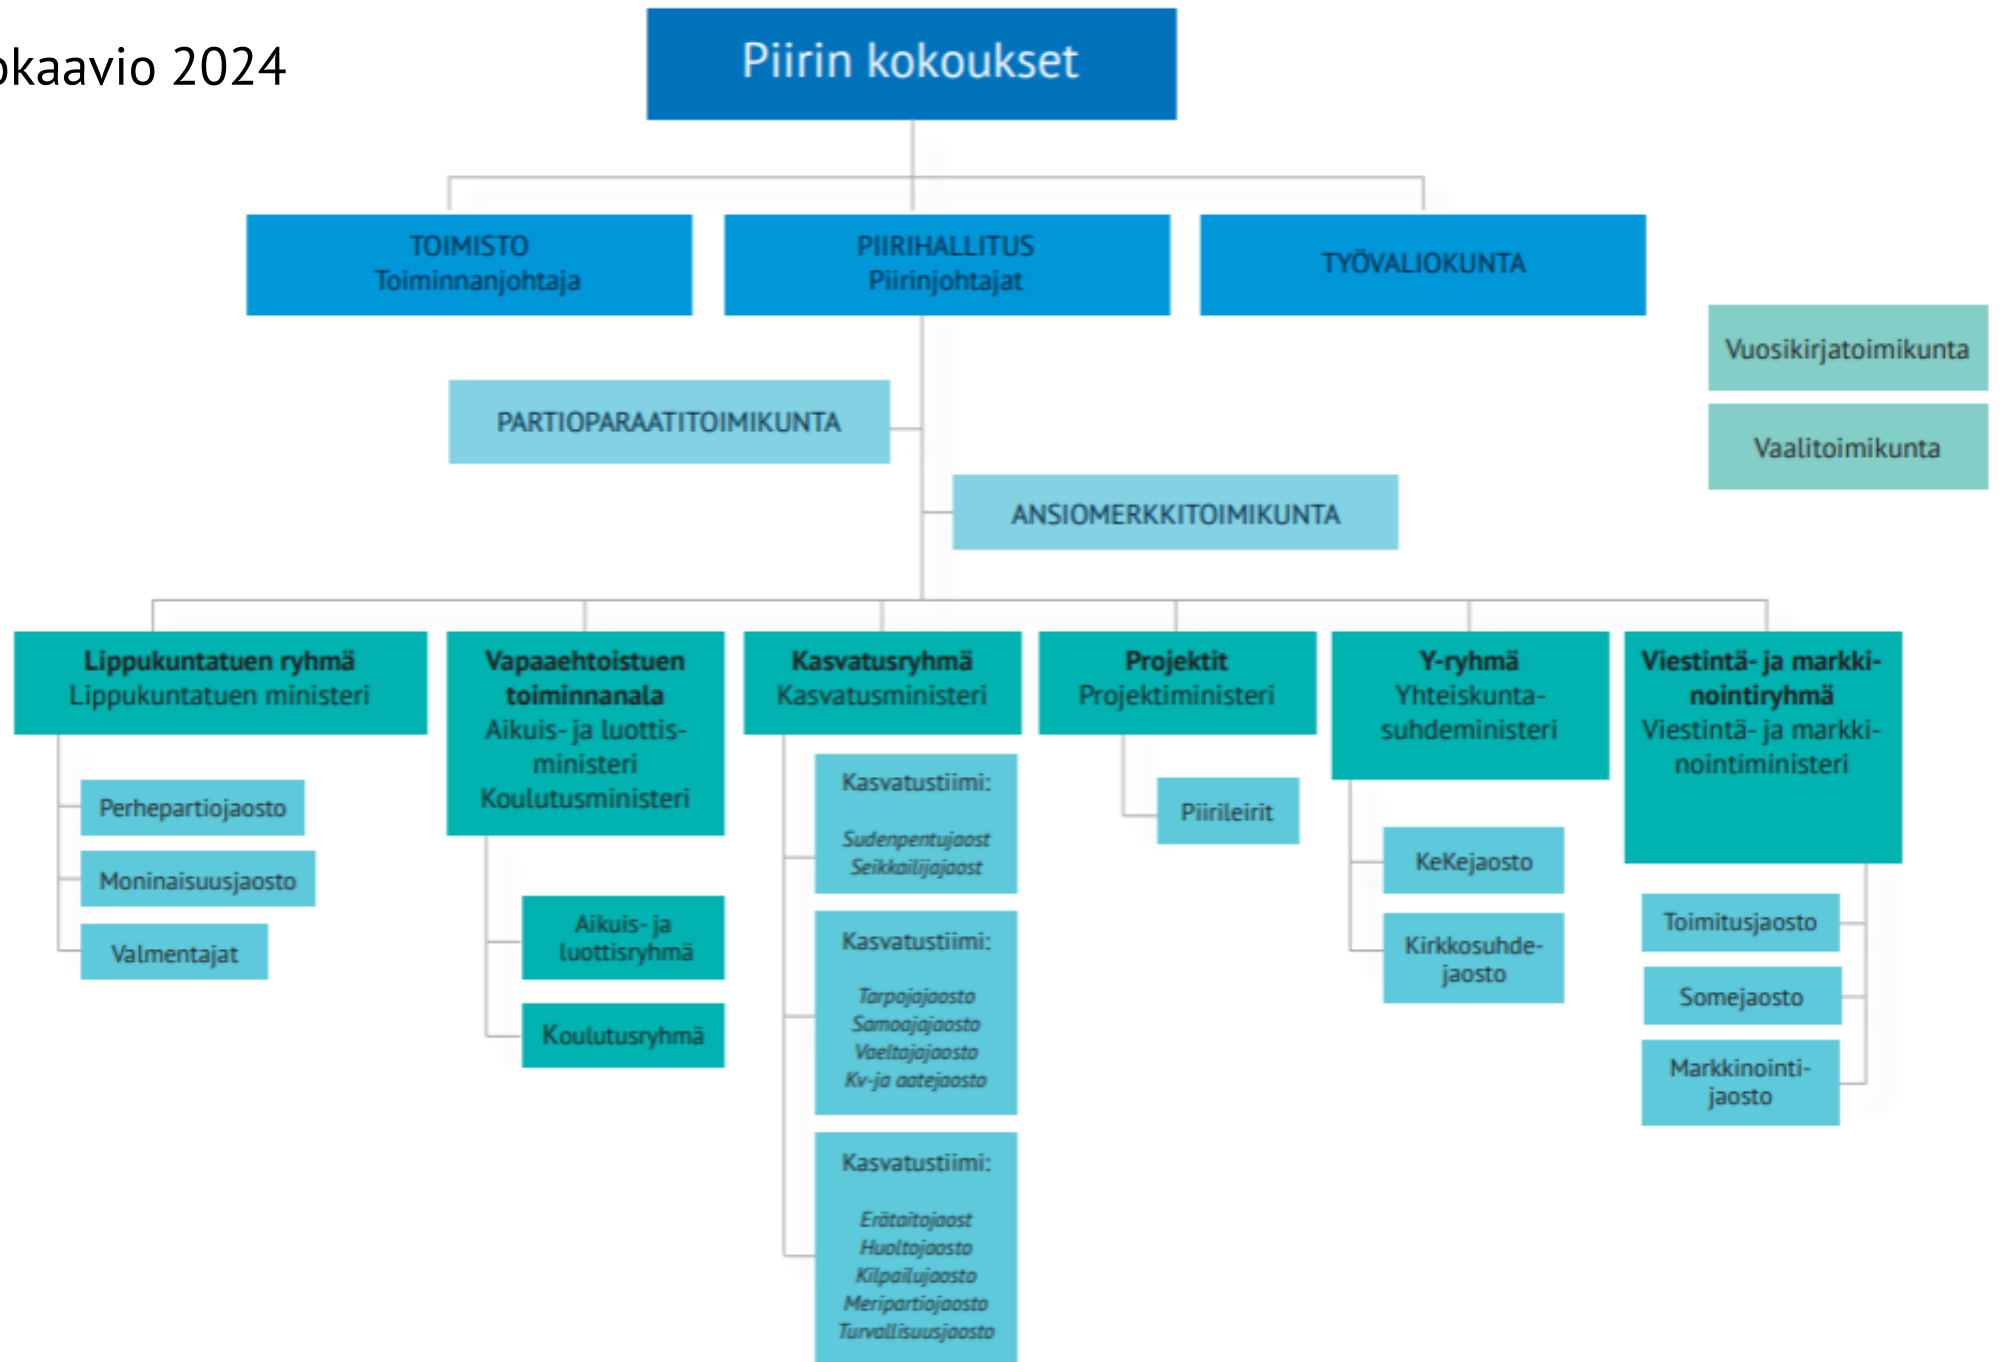 okaavio 2024
Piirin kokoukset
TOIMISTO
Toiminnanjohtaja
PIIRIHALLITUS
Piirinjohtajat
TYÖVALIOKUNTA
Vuosikirjatoimikunta
Vaalitoimikunta
PARTIOPARAATITOIMIKUNTA
ANSIOMERKKITOIMIKUNTA
Lippukuntatuen ryhmä
Lippukuntatuen ministeri
Perhepartiojaosto
Moninaisuusjaosto
Valmentajat
Vapaaehtoistuen
toiminnanala
Aikuis- ja luottis-
ministeri
Koulutusministeri
Aikuis- ja
luottisryhmä
Koulutusryhmä
Kasvatusryhmä
Kasvatusministeri
Kasvatustiimi:
Sudenpentujaost
Seikkailijajaost
Kasvatustiimi:
Tarpojajaosto
Samoajajaosto
Vaeltajajaosto
Kv-ja aatejaosto
Kasvatustiimi:
Erätaitojaost
Huoltojaosto
Kilpailujaosto
Meripartiojaosto
Turvallisuusjaosto
Projektit
Projektiministeri
Piirileirit
Y-ryhmä
Yhteiskunta-
suhdeministeri
KeKejaosto
Kirkkosuhde-
jaosto
Viestintä- ja markki-
nointiryhmä
Viestintä- ja markki-
nointiministeri
Toimitusjaosto
Somejaosto
Markkinointi-
jaosto